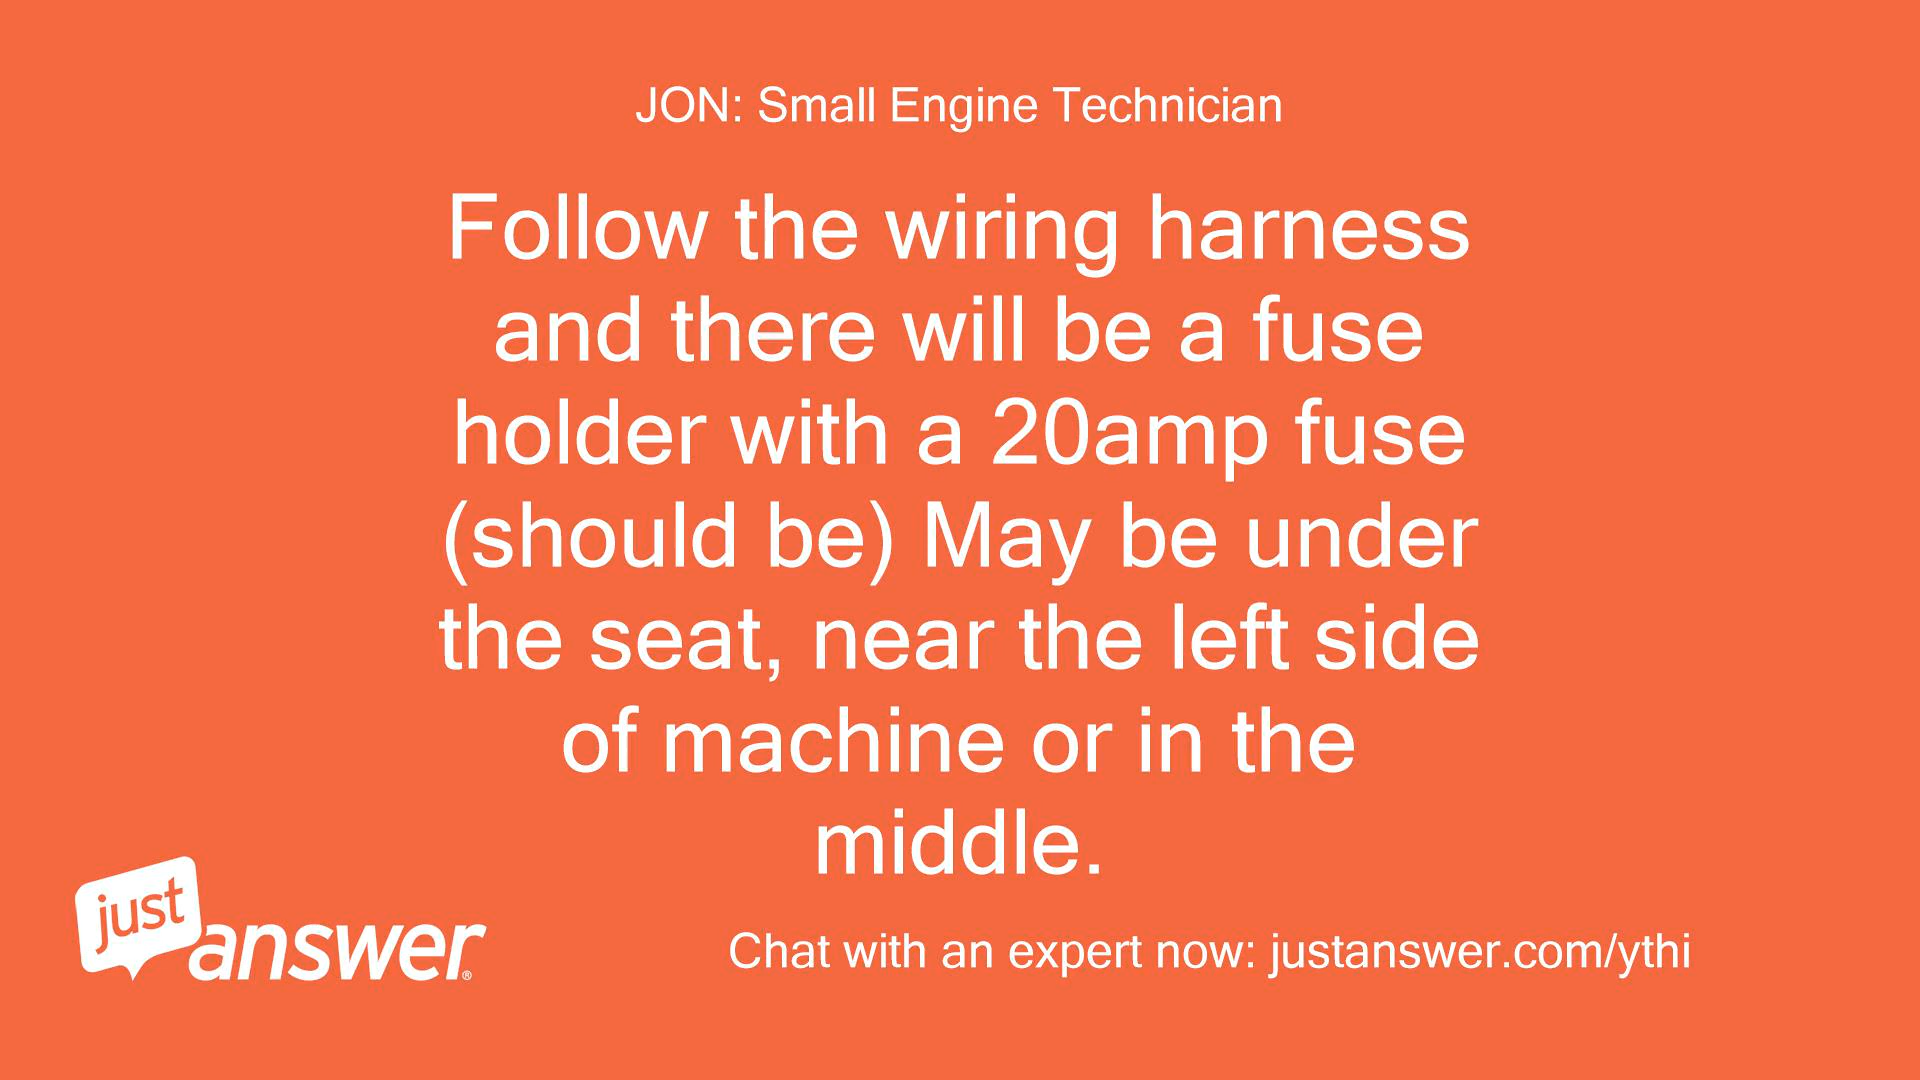 JON: Small Engine Technician
Follow the wiring harness
and there will be a fuse
holder with a 20amp fuse
(should be) May be under
the seat, near the left side
of machine or in the
middle.
just
answer®
Chat with an expert now: justanswer.com/ythi